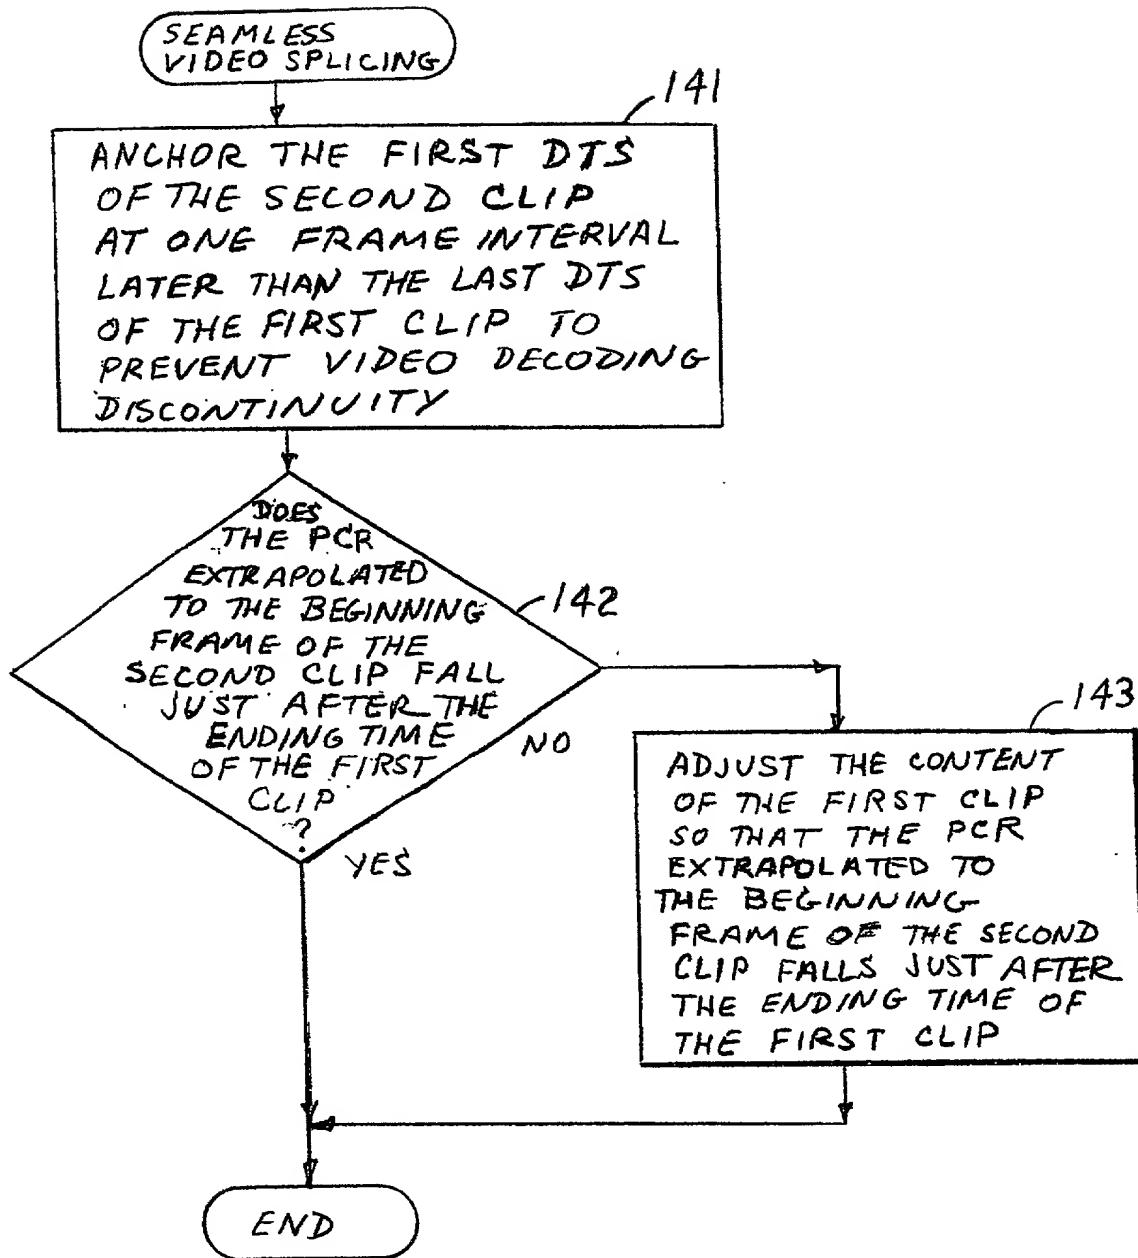 SEAMLESS
VIDEO SPLICING
141
ANCHOR THE FIRST DTS
OF THE SECOND CLIP
AT ONE FRAME INTERVAL
LATER THAN THE LAST DTS
OF THE FIRST CLIP TO
PREVENT VIDEO DECODING
DISCONTINUITY
DOES
THE PCR
EXTRAPOLATED
TO THE BEGINNING
FRAME OF THE
SECOND CLIP FALL
JUST AFTER THE
ENDING TIME
OF THE FIRST
CLIP
?
142
NO
YES
143
ADJUST THE CONTENT
OF THE FIRST CLIP
SO THAT THE PCR
EXTRAPOLATED TO
THE BEGINNING
FRAME OF THE SECOND
CLIP FALLS JUST AFTER
THE ENDING TIME OF
THE FIRST CLIP
END